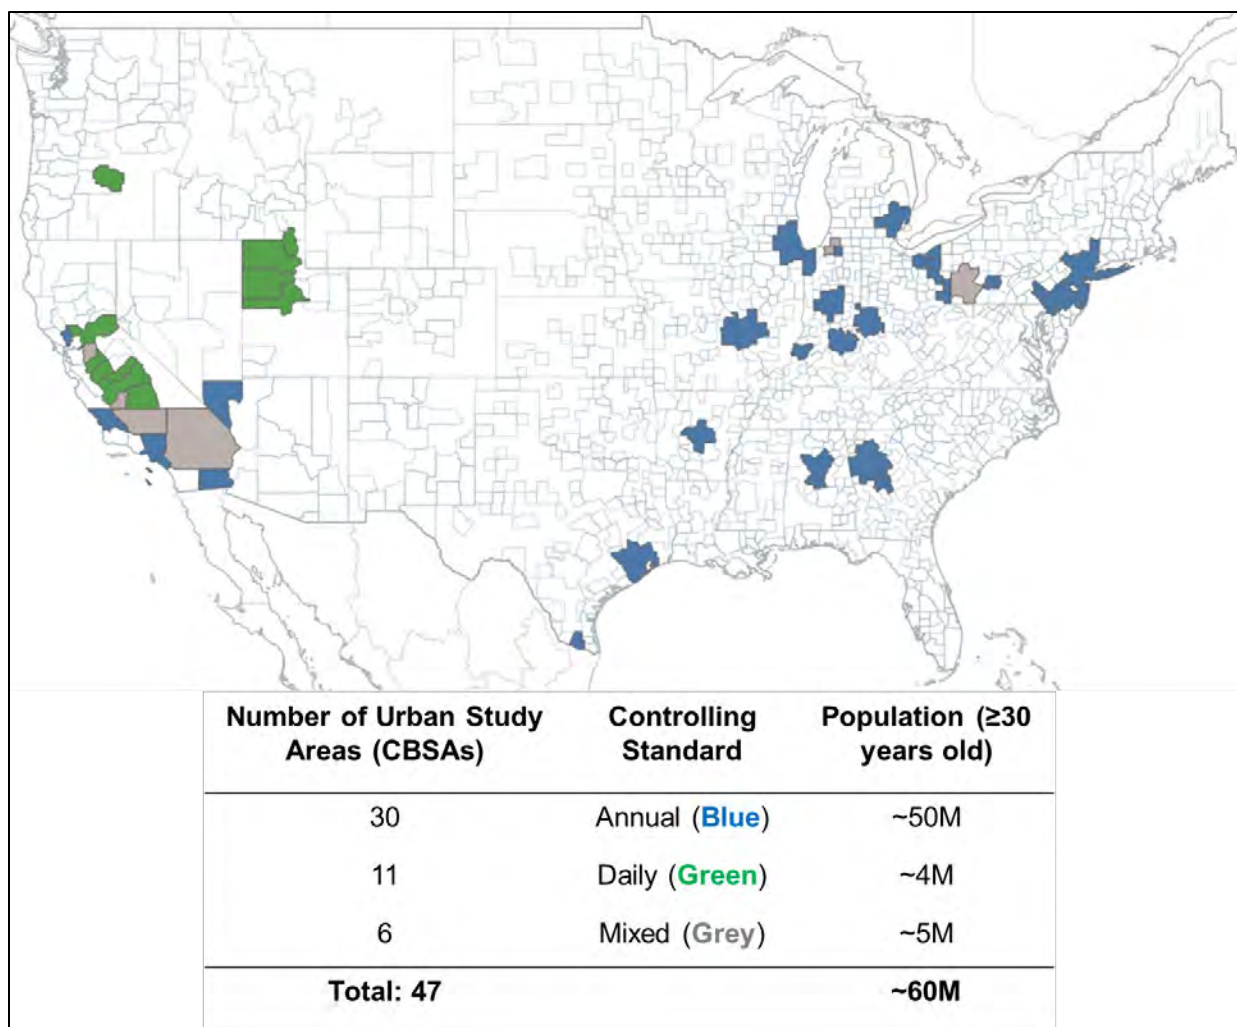 Number of Urban Study Areas (CBSAs)
Controlling Standard
Population (≥30 years old)
30 Annual (Blue) ~50M
11 Daily (Green) ~4M
6 Mixed (Grey) ~5M
Total: 47 ~60M